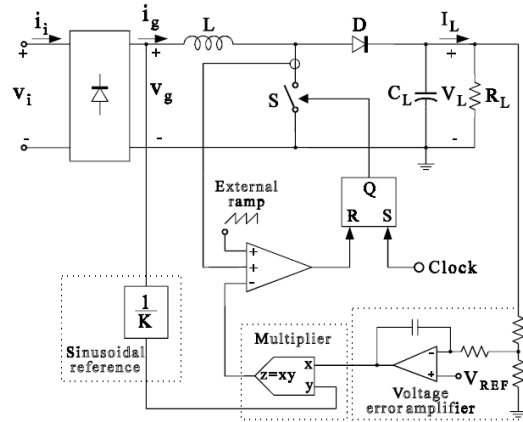 i_i
i_g
L
D
I_L
+
+
+
v_i
v_g
S
C_L
V_L
R_L
-
-
-
External
ramp
Q
R S
+
+
-
Clock
1
K
Sinusoidal
reference
Multiplier
z=xy
x
y
-
+
V_REF
Voltage
error amplifier